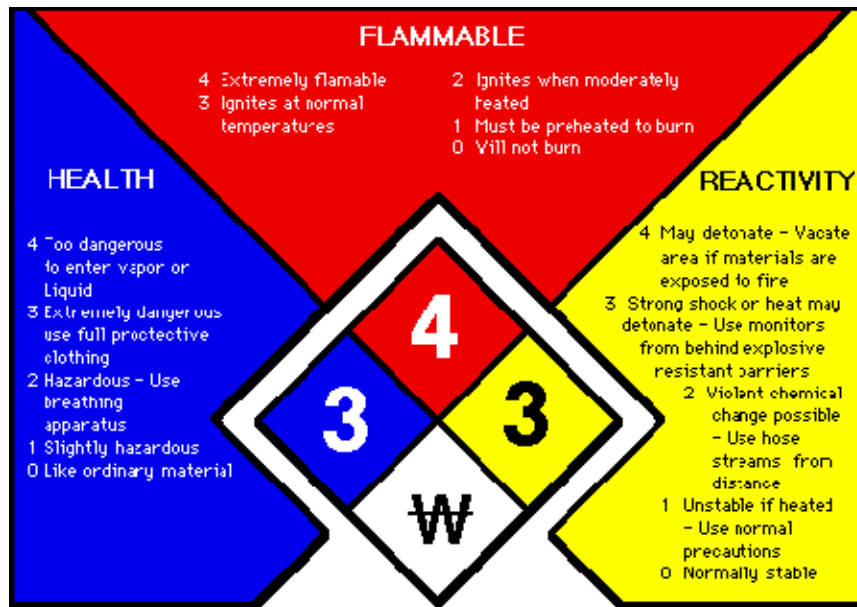 FLAMMABLE
4 Extremely flamable
3 Ignites at normal
temperatures
2 Ignites when moderately
heated
1 Must be preheated to burn
0 Will not burn
HEALTH
4 Too dangerous
to enter vapor or
Liquid
3 Extremely dangerous
use full proctective
clothing
2 Hazardous - Use
breathing
apparatus
1 Slightly hazardous
0 Like ordinary material
REACTIVITY
4 May detonate - Vacate
area if materials are
exposed to fire
3 Strong shock or heat may
detonate - Use monitors
from behind explosive
resistant barriers
2 Violent chemical
change possible
- Use hose
streams from
distance
1 Unstable if heated
- Use normal
precautions
0 Normally stable
4
3
3
W